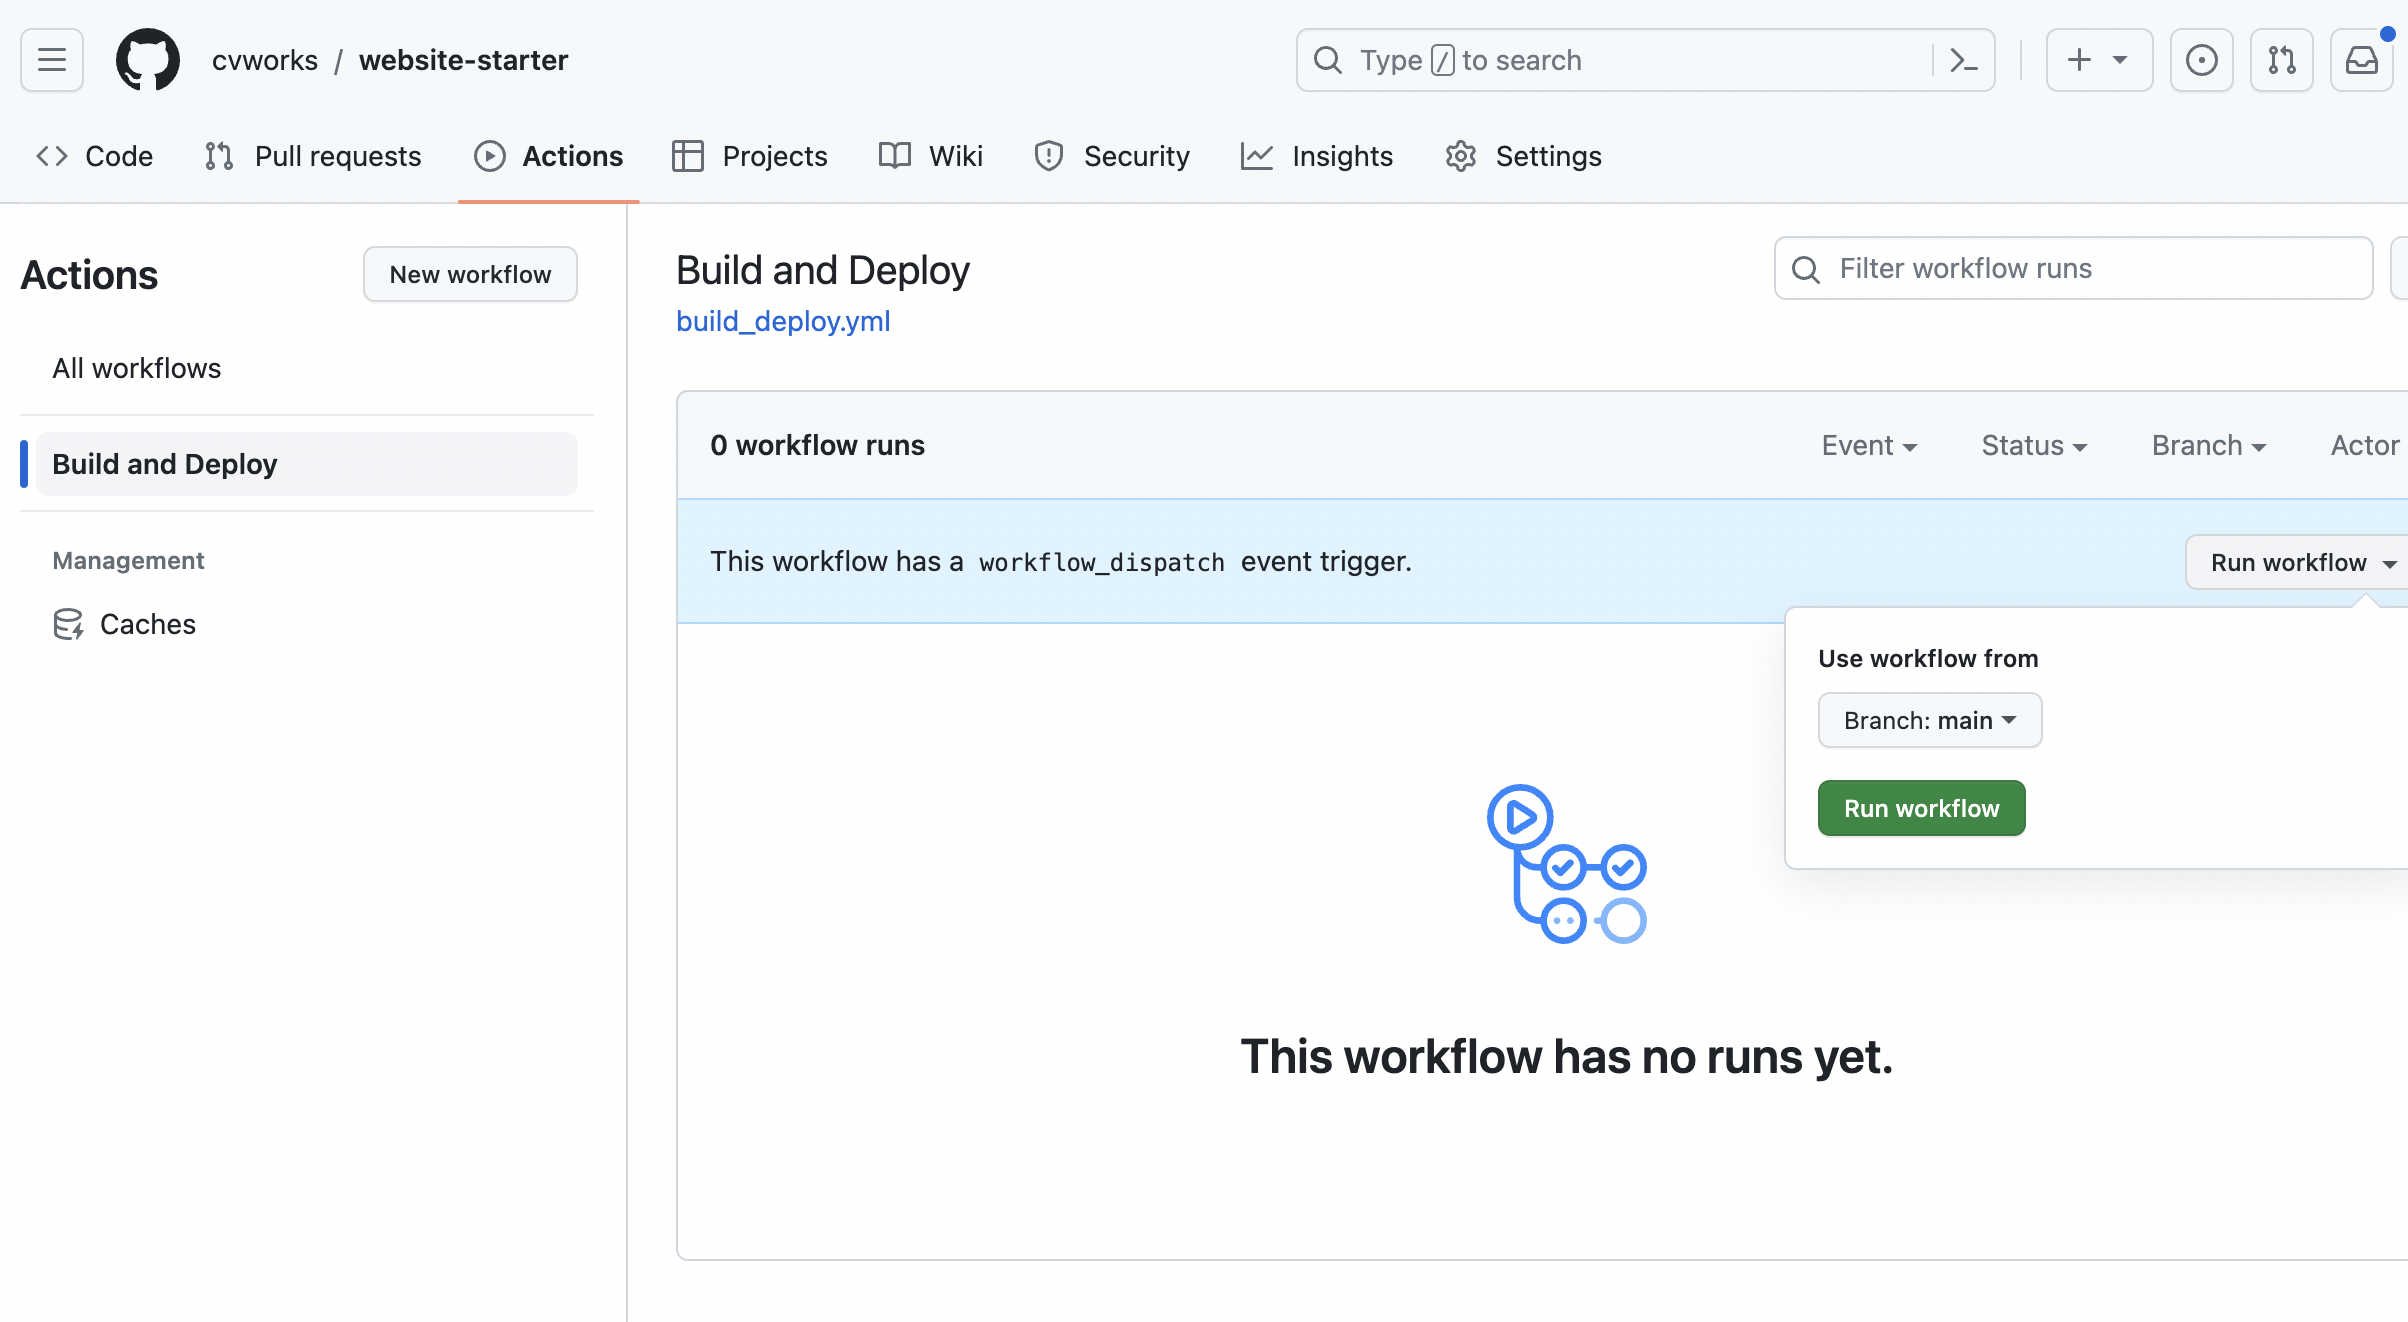 cvworks / website-starter
Type / to search
Code Pull requests Actions Projects Wiki Security Insights Settings
Actions
New workflow
All workflows
Build and Deploy
Management
Caches
Build and Deploy
build_deploy.yml
Filter workflow runs
0 workflow runs
Event Status Branch Actor
This workflow has a workflow_dispatch event trigger.
Run workflow
Use workflow from
Branch: main
Run workflow
This workflow has no runs yet.